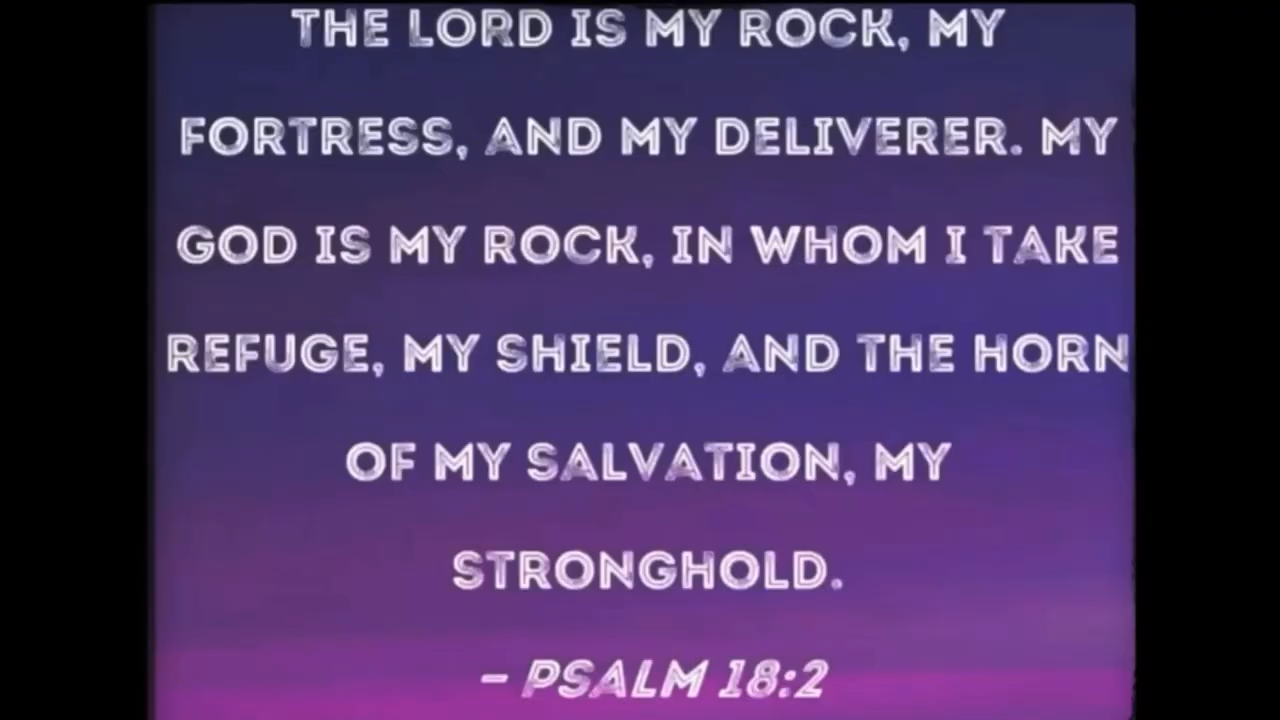 THE LORD IS MY ROCK, MY
FORTRESS, AND MY DELIVERER. MY
GOD IS MY ROCK, IN WHOM I TAKE
REFUGE, MY SHIELD, AND THE HORN
OF MY SALVATION, MY
STRONGHOLD.
– PSALM 18:2